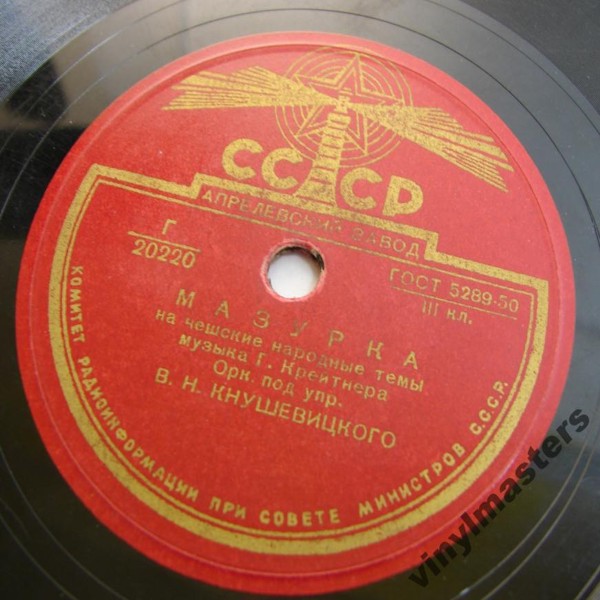 СССР
АПРЕЛЕВСКИЙ ЗАВОД
Г
20220
ГОСТ 5289-50
III кл.
МАЗУРКА
на чешские народные темы
музыка Г. Крейтнера
Орк. под упр.
В. Н. КНУШЕВИЦКОГО
КОМИТЕТ РАДИОИНФОРМАЦИИ ПРИ СОВЕТЕ МИНИСТРОВ С.С.С.Р.
vinylmasters